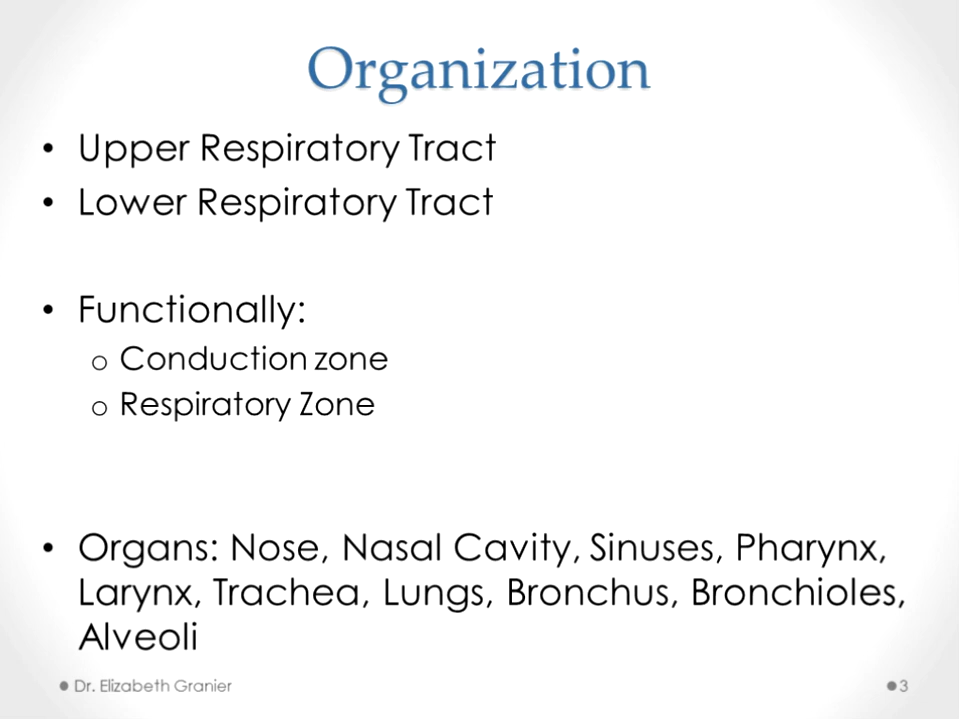 Organization
• Upper Respiratory Tract
• Lower Respiratory Tract
• Functionally:
o Conduction zone
o Respiratory Zone
• Organs: Nose, Nasal Cavity, Sinuses, Pharynx,
Larynx, Trachea, Lungs, Bronchus, Bronchioles,
Alveoli
● Dr. Elizabeth Granier
● 3